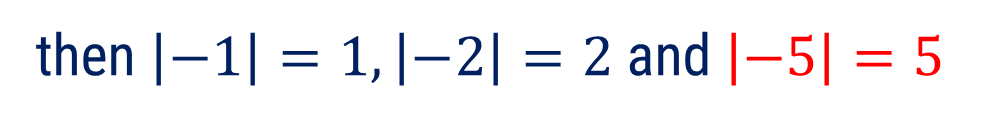 then |−1| = 1, |−2| = 2 and |−5| = 5